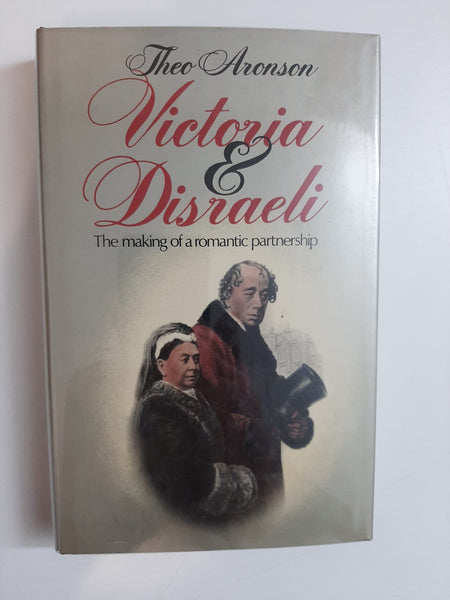 Theo Aronson
Victoria
&
Disraeli
The making of a romantic partnership